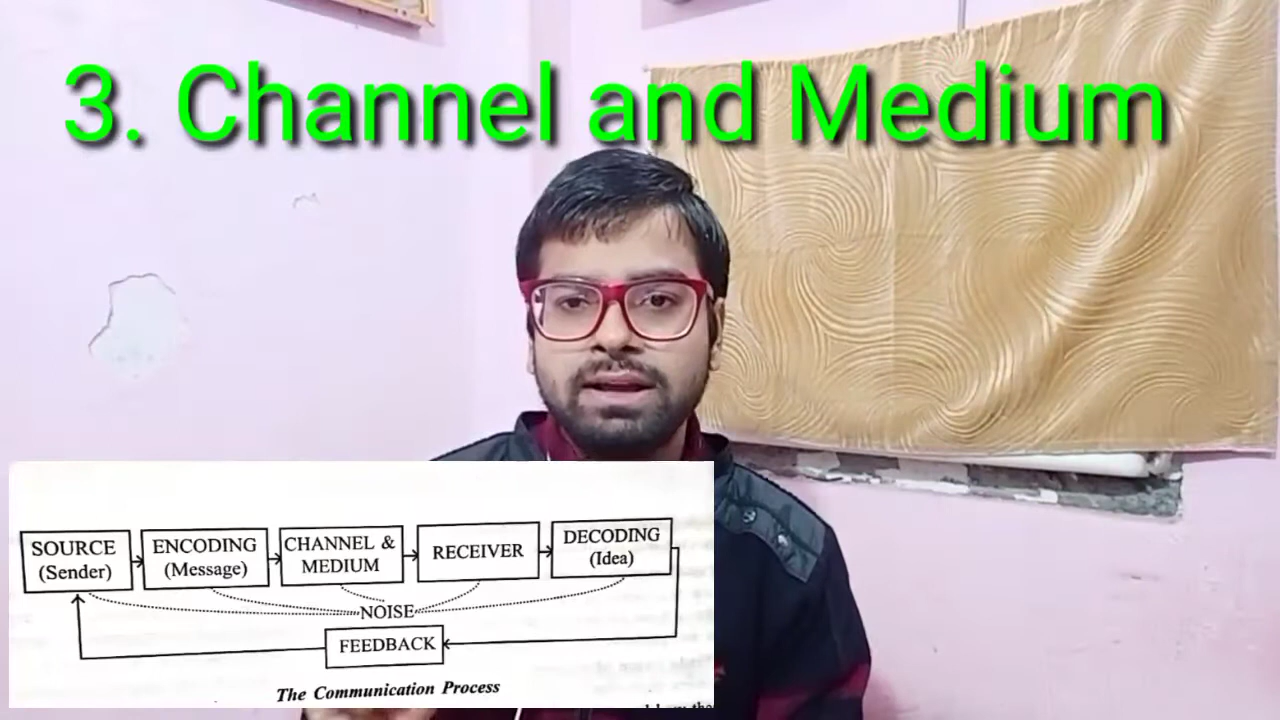 3. Channel and Medium
SOURCE
(Sender)
ENCODING
(Message)
CHANNEL &
MEDIUM
RECEIVER
DECODING
(Idea)
NOISE
FEEDBACK
The Communication Process